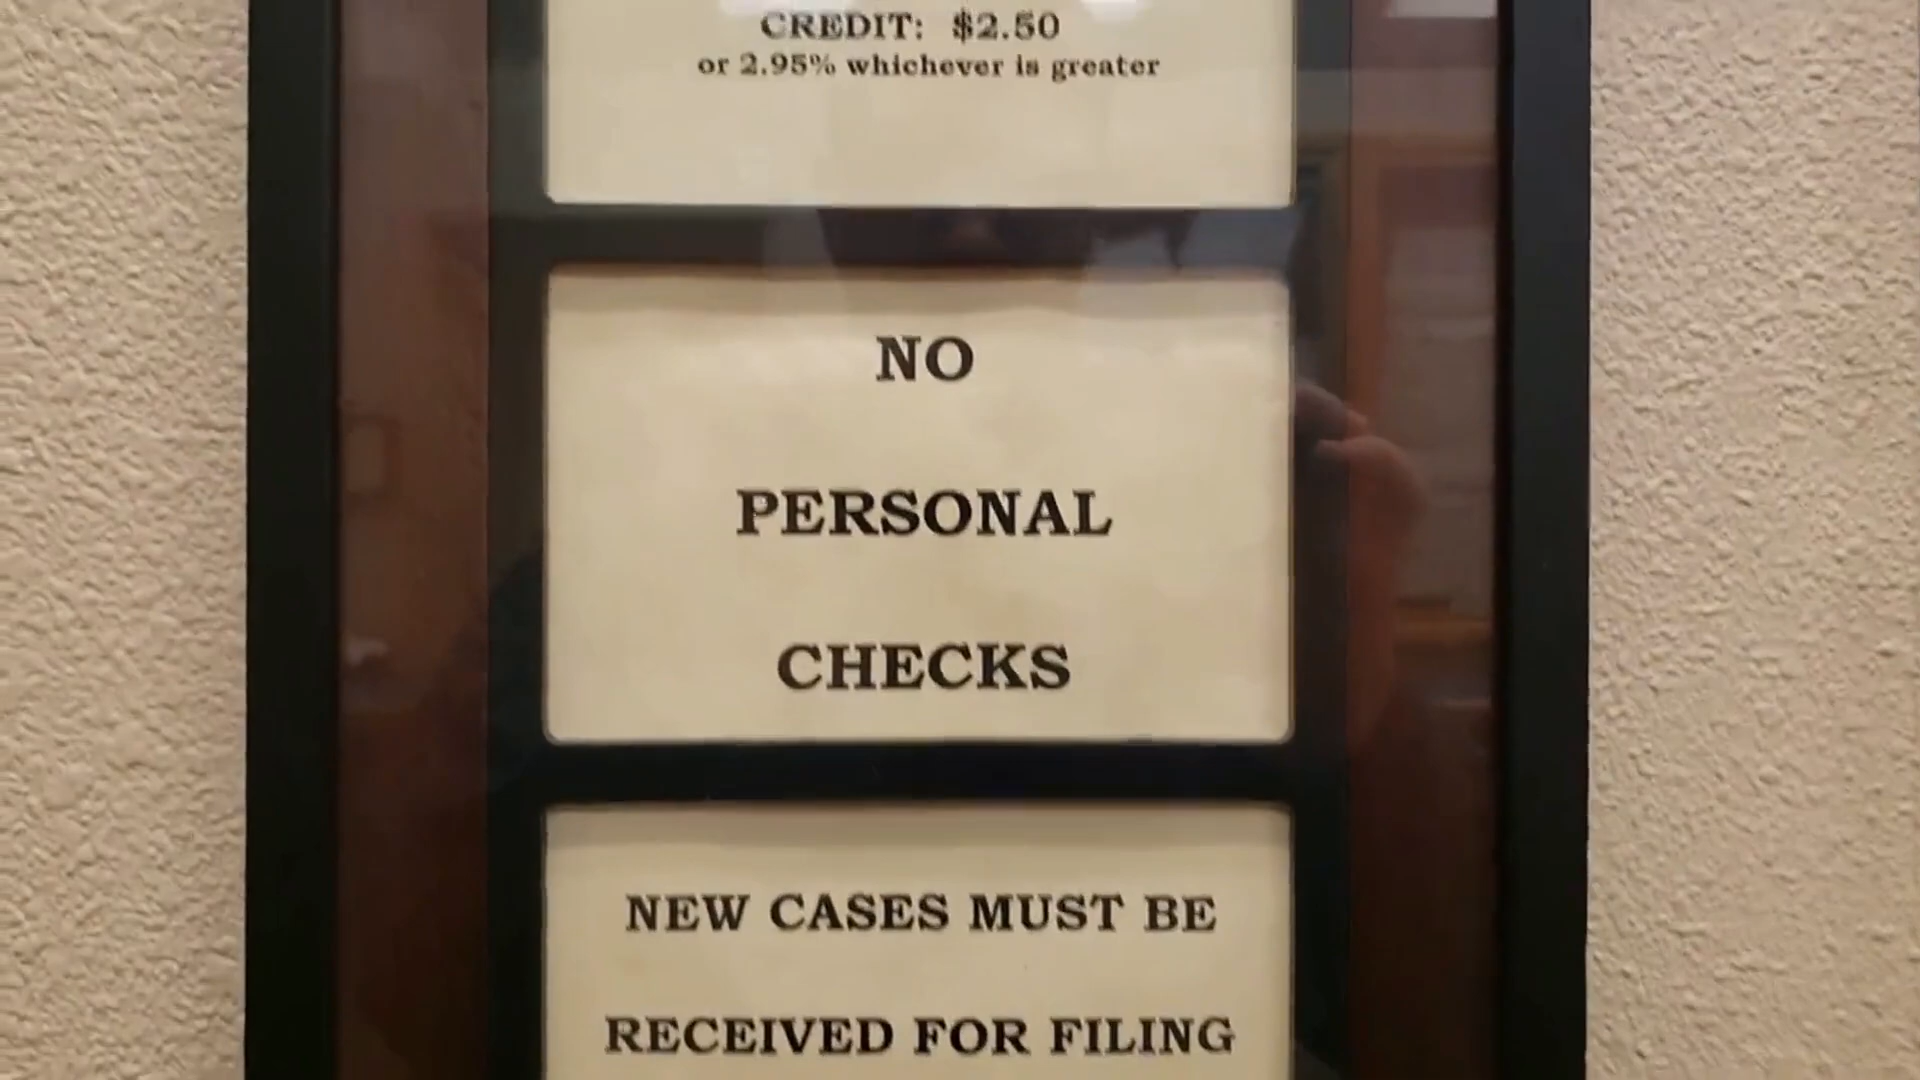 CREDIT: $2.50
or 2.95% whichever is greater
NO
PERSONAL
CHECKS
NEW CASES MUST BE
RECEIVED FOR FILING